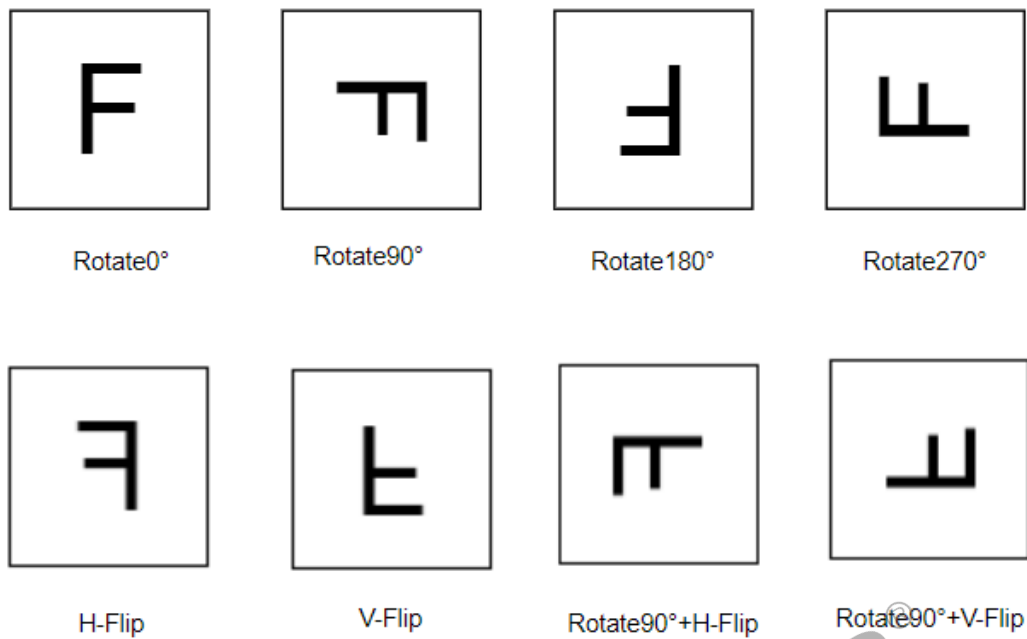 F F F F
Rotate0° Rotate90° Rotate180° Rotate270°
F F F F
H-Flip V-Flip Rotate90°+H-Flip Rotate90°+V-Flip